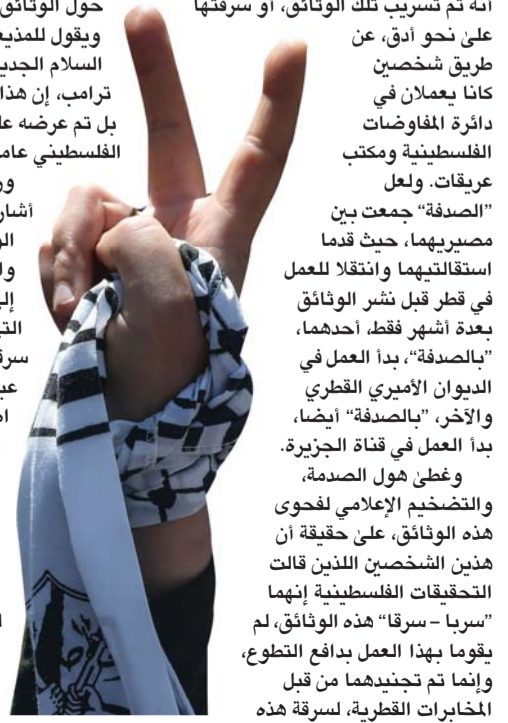 أنه تم تسريب تلك الوثائق، أو سرقتها
على نحو أدق، عن
طريق شخصين
كانا يعملان في
دائرة المفاوضات
الفلسطينية ومكتب
عريقات. ولعل
”الصدفة“ جمعت بين
مصيريهما، حيث قدما
استقالتيهما وانتقلا للعمل
في قطر قبل نشر الوثائق
بعدة أشهر فقط، أحدهما،
”بالصدفة“، بدأ العمل في
الديوان الأميري القطري
والآخر، ”بالصدفة“ أيضا،
بدأ العمل في قناة الجزيرة.
وغطى هول الصدمة،
والتضخيم الإعلامي لفحوى
هذه الوثائق، على حقيقة أن
هذين الشخصين اللذين قالت
التحقيقات الفلسطينية إنهما
”سربا – سرقا“ هذه الوثائق، لم
يقوما بهذا العمل بدافع التطوع،
وإنما تم تجنيدهما من قبل
المخابرات القطرية، لسرقة هذه
حول الوثائق
ويقول للمذيع
السلام الجديد
ترامب، إن هذا
بل تم عرضه
الفلسطيني
أشار